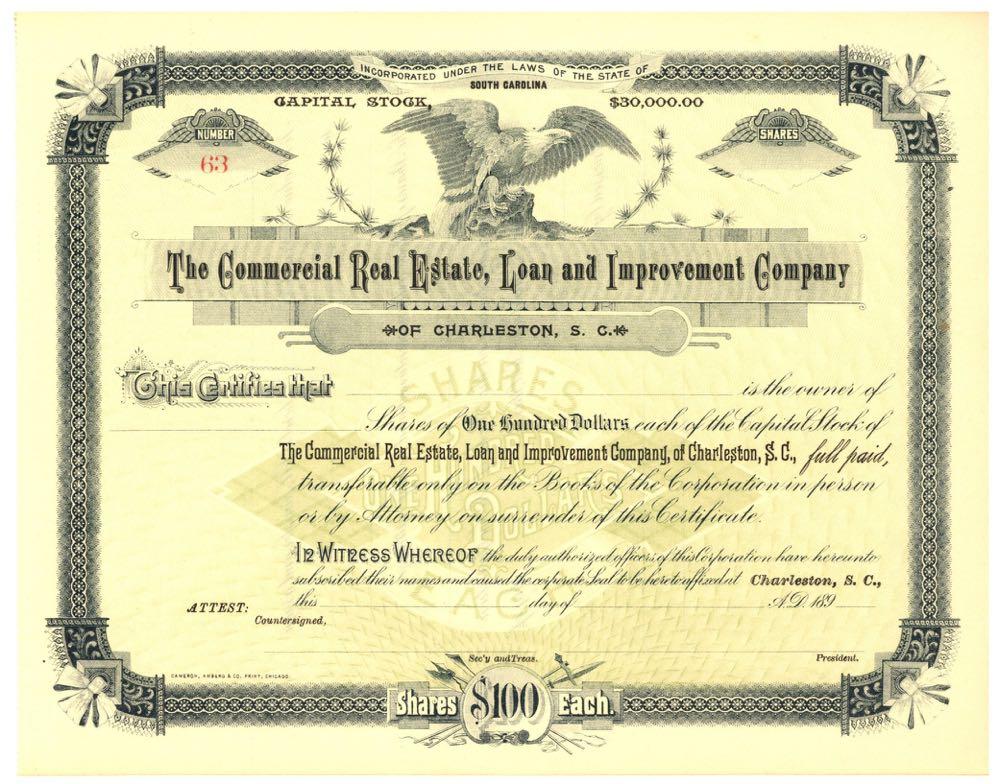 INCORPORATED UNDER THE LAWS OF THE STATE OF
SOUTH CAROLINA
CAPITAL STOCK, $30,000.00
NUMBER SHARES
63
The Commercial Real Estate, Loan and Improvement Company
OF CHARLESTON, S. C.
This Certifies that is the owner of
Shares of One Hundred Dollars each of the Capital Stock of
The Commercial Real Estate, Loan and Improvement Company, of Charleston, S. C., full paid,
transferable only on the Books of the Corporation in person
or by Attorney on surrender of this Certificate.
SHARES
ONE HUNDRED DOLLARS
EACH
IN WITNESS WHEREOF the duly authorized officers of this Corporation have hereunto
subscribed their names and caused the corporate Seal to be hereto affixed at Charleston, S. C.,
this day of A.D. 189
ATTEST:
Countersigned,
Sec'y and Treas. President.
CAMERON, AMBERG & CO. PRINT, CHICAGO.
Shares $100 Each.